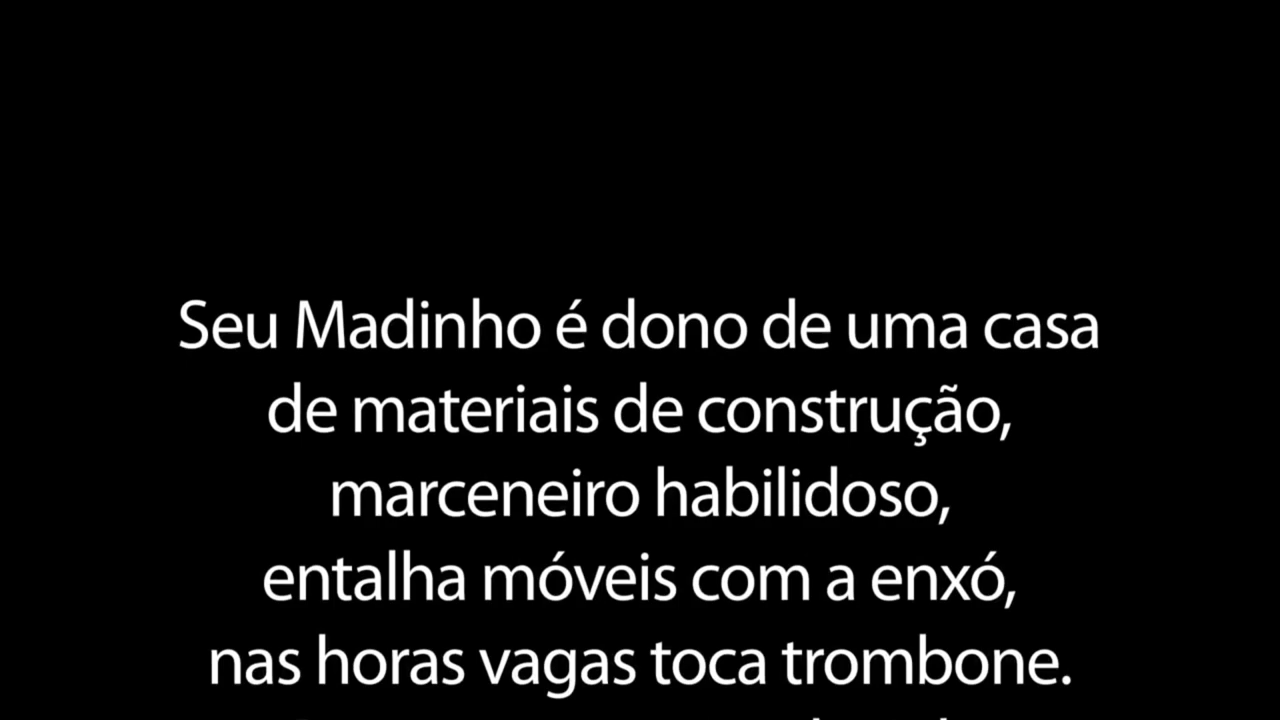 Seu Madinho é dono de uma casa
de materiais de construção,
marceneiro habilidoso,
entalha móveis com a enxó,
nas horas vagas toca trombone.